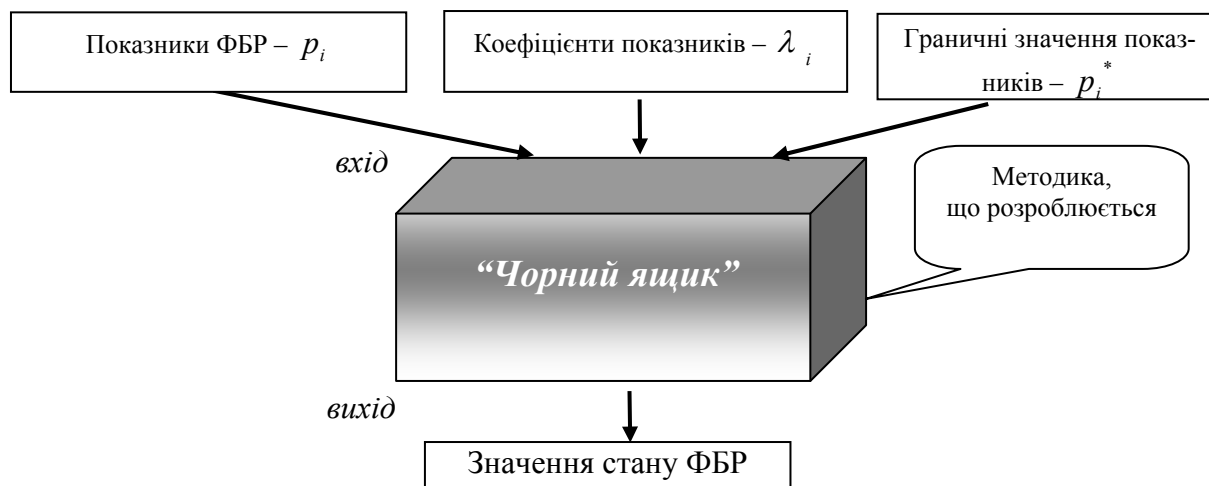 Показники ФБР – p_i
Коефіцієнти показників – λ_i
Граничні значення показ-
ників – p_i^*
вхід
Методика,
що розроблюється
“Чорний ящик”
вихід
Значення стану ФБР